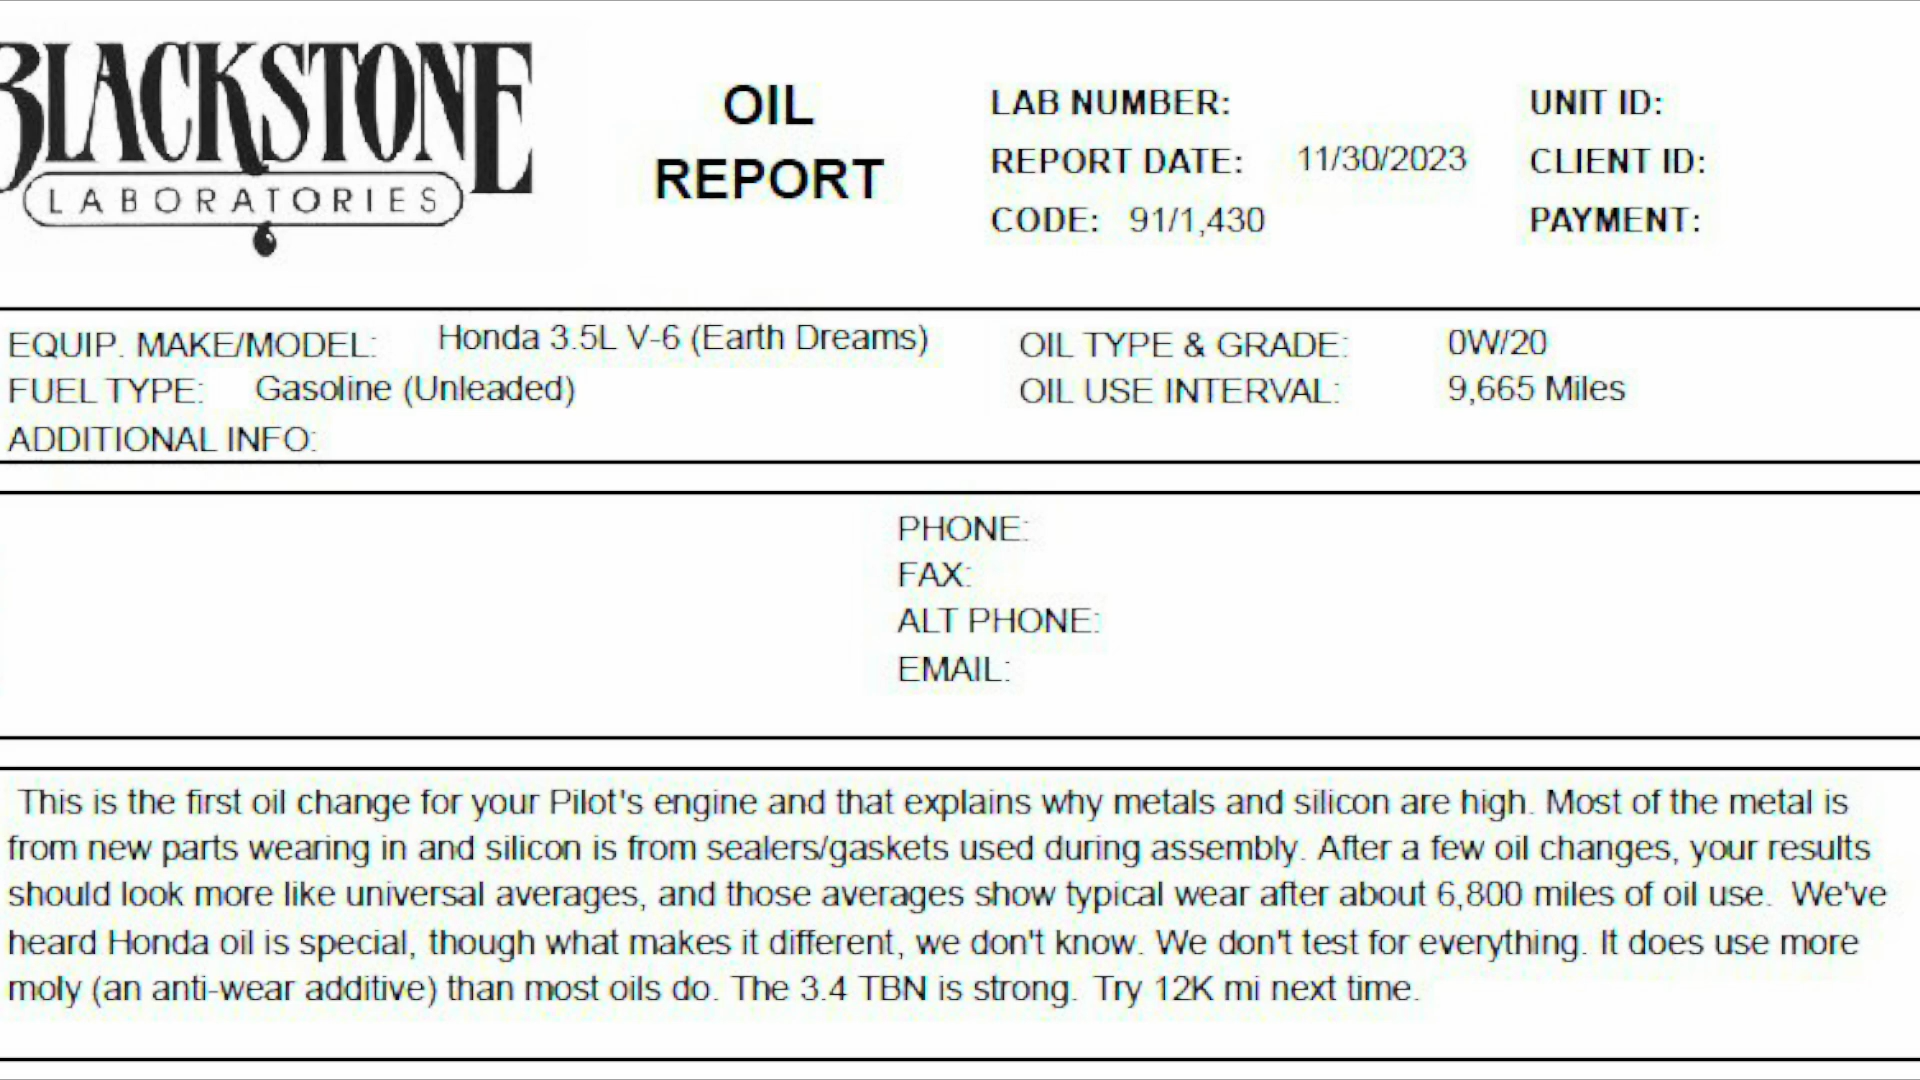 BLACKSTONE
LABORATORIES
OIL
REPORT
LAB NUMBER:
REPORT DATE: 11/30/2023
CODE: 91/1,430
UNIT ID:
CLIENT ID:
PAYMENT:
EQUIP. MAKE/MODEL: Honda 3.5L V-6 (Earth Dreams)
FUEL TYPE: Gasoline (Unleaded)
ADDITIONAL INFO:
OIL TYPE & GRADE: 0W/20
OIL USE INTERVAL: 9,665 Miles
PHONE:
FAX:
ALT PHONE:
EMAIL:
This is the first oil change for your Pilot's engine and that explains why metals and silicon are high. Most of the metal is
from new parts wearing in and silicon is from sealers/gaskets used during assembly. After a few oil changes, your results
should look more like universal averages, and those averages show typical wear after about 6,800 miles of oil use. We've
heard Honda oil is special, though what makes it different, we don't know. We don't test for everything. It does use more
moly (an anti-wear additive) than most oils do. The 3.4 TBN is strong. Try 12K mi next time.